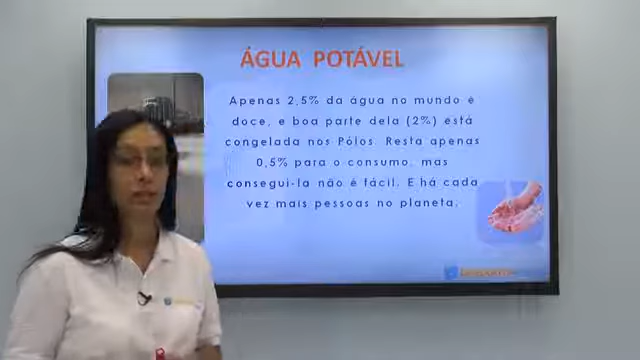 ÁGUA POTÁVEL
Apenas 2,5% da água no mundo é
doce, e boa parte dela (2%) está
congelada nos Pólos. Resta apenas
0,5% para o consumo, mas
consegui-la não é fácil. E há cada
vez mais pessoas no planeta.